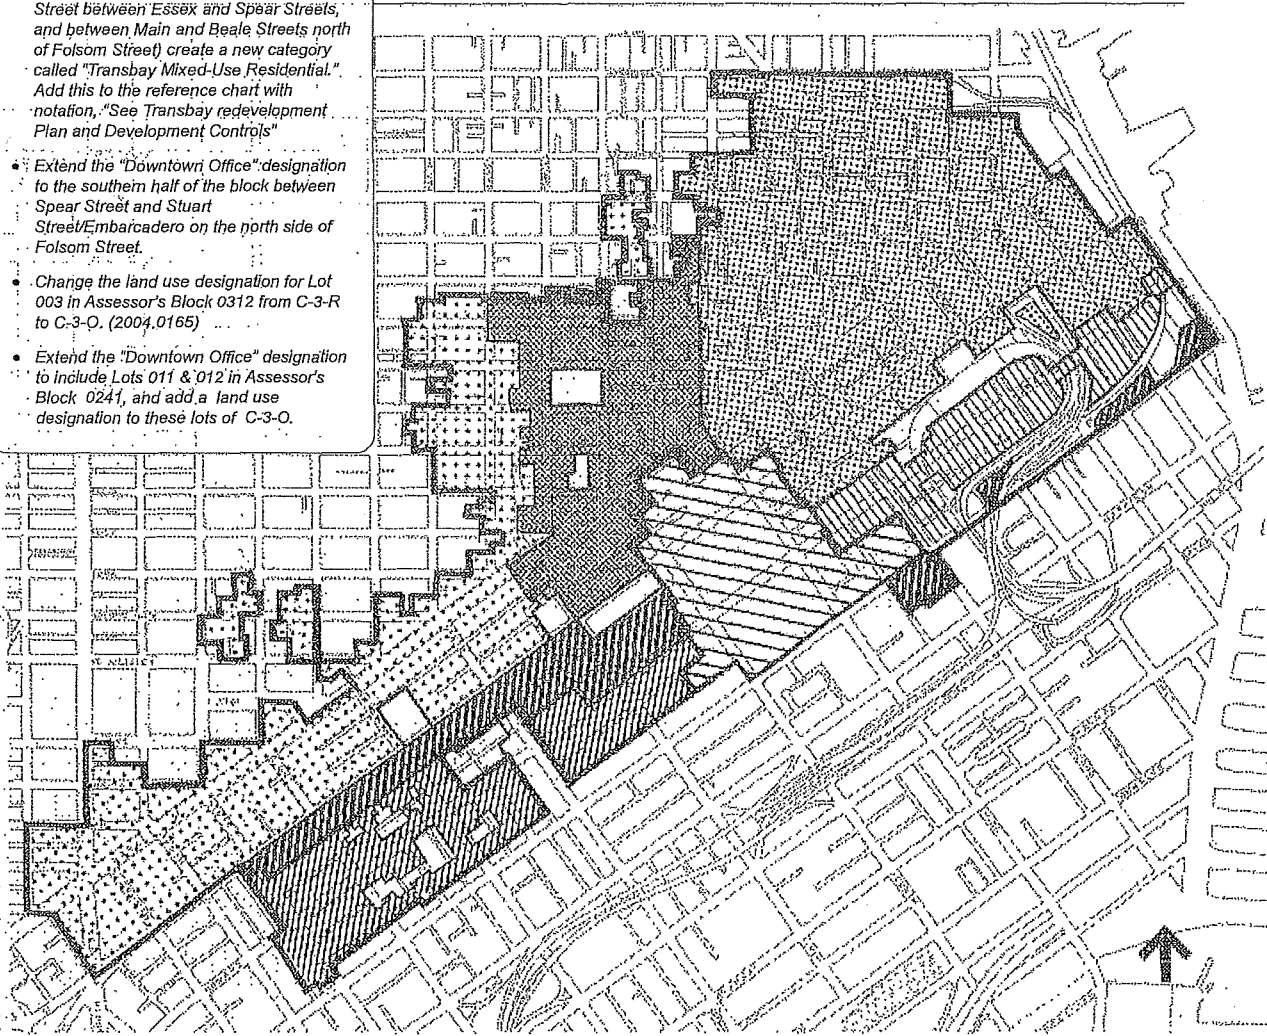 Street between Essex and Spear Streets,
and between Main and Beale Streets north
of Folsom Street) create a new category
called "Transbay Mixed-Use Residential."
Add this to the reference chart with
notation, "See Transbay redevelopment
Plan and Development Controls"
• Extend the "Downtown Office" designation
to the southern half of the block between
Spear Street and Stuart
Street/Embarcadero on the north side of
Folsom Street.
• Change the land use designation for Lot
003 in Assessor's Block 0312 from C-3-R
to C-3-O. (2004.0165)
• Extend the "Downtown Office" designation
to include Lots 011 & 012 in Assessor's
Block 0241, and add a land use
designation to these lots of C-3-O.